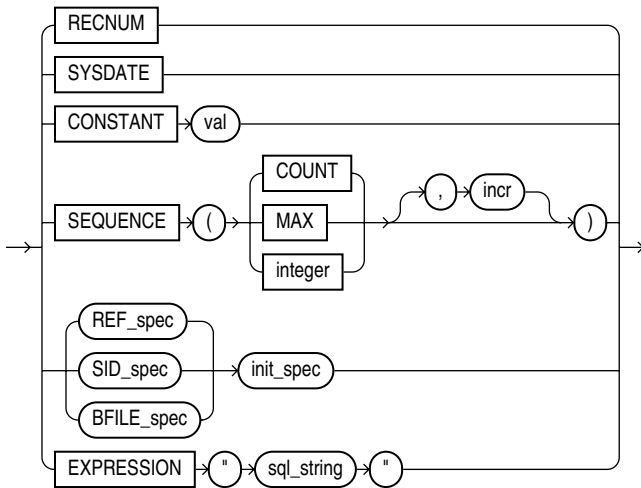 RECNUM
SYSDATE
CONSTANT val
COUNT
, incr
SEQUENCE ( MAX )
integer
REF_spec
SID_spec init_spec
BFILE_spec
EXPRESSION " sql_string "